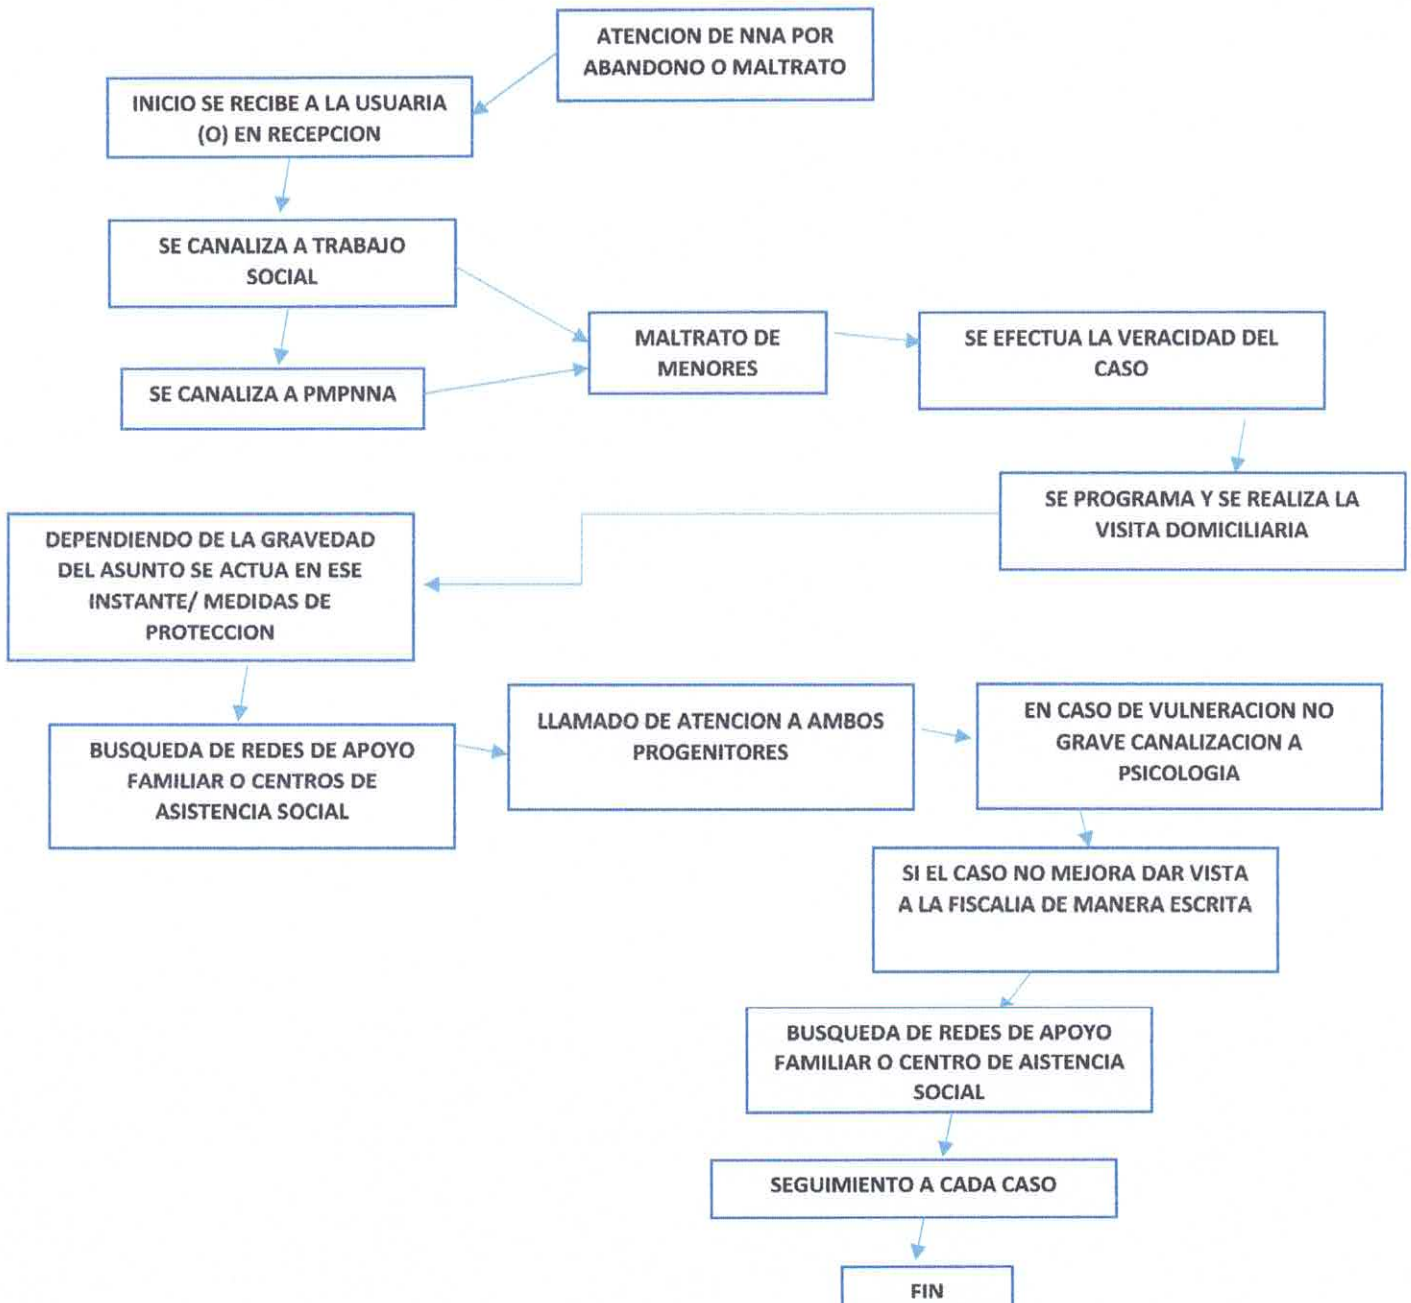 ATENCION DE NNA POR
ABANDONO O MALTRATO
INICIO SE RECIBE A LA USUARIA
(O) EN RECEPCION
SE CANALIZA A TRABAJO
SOCIAL
SE CANALIZA A PMPNNA
MALTRATO DE
MENORES
SE EFECTUA LA VERACIDAD DEL
CASO
SE PROGRAMA Y SE REALIZA LA
VISITA DOMICILIARIA
DEPENDIENDO DE LA GRAVEDAD
DEL ASUNTO SE ACTUA EN ESE
INSTANTE/ MEDIDAS DE
PROTECCION
BUSQUEDA DE REDES DE APOYO
FAMILIAR O CENTROS DE
ASISTENCIA SOCIAL
LLAMADO DE ATENCION A AMBOS
PROGENITORES
EN CASO DE VULNERACION NO
GRAVE CANALIZACION A
PSICOLOGIA
SI EL CASO NO MEJORA DAR VISTA
A LA FISCALIA DE MANERA ESCRITA
BUSQUEDA DE REDES DE APOYO
FAMILIAR O CENTRO DE AISTENCIA
SOCIAL
SEGUIMIENTO A CADA CASO
FIN